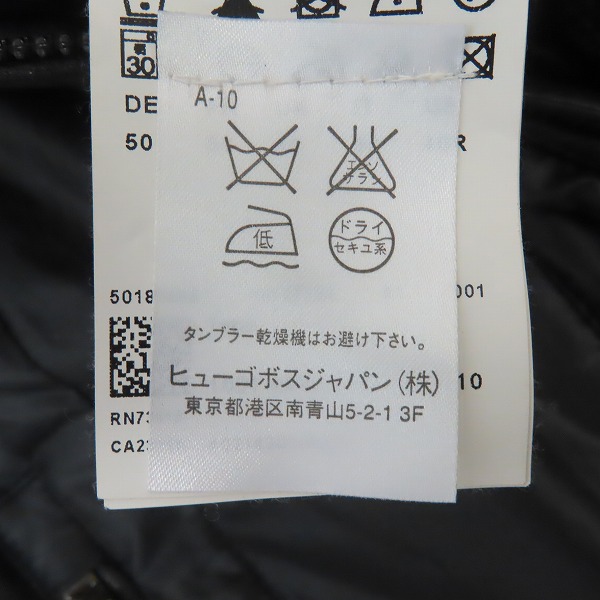 30
DE
50
R
A-10
エンソ
サラシ
低
ドライ
セキユ系
5018
001
タンブラー乾燥機はお避け下さい。
ヒューゴボスジャパン(株)
10
東京都港区南青山5-2-1 3F
RN73
CA23